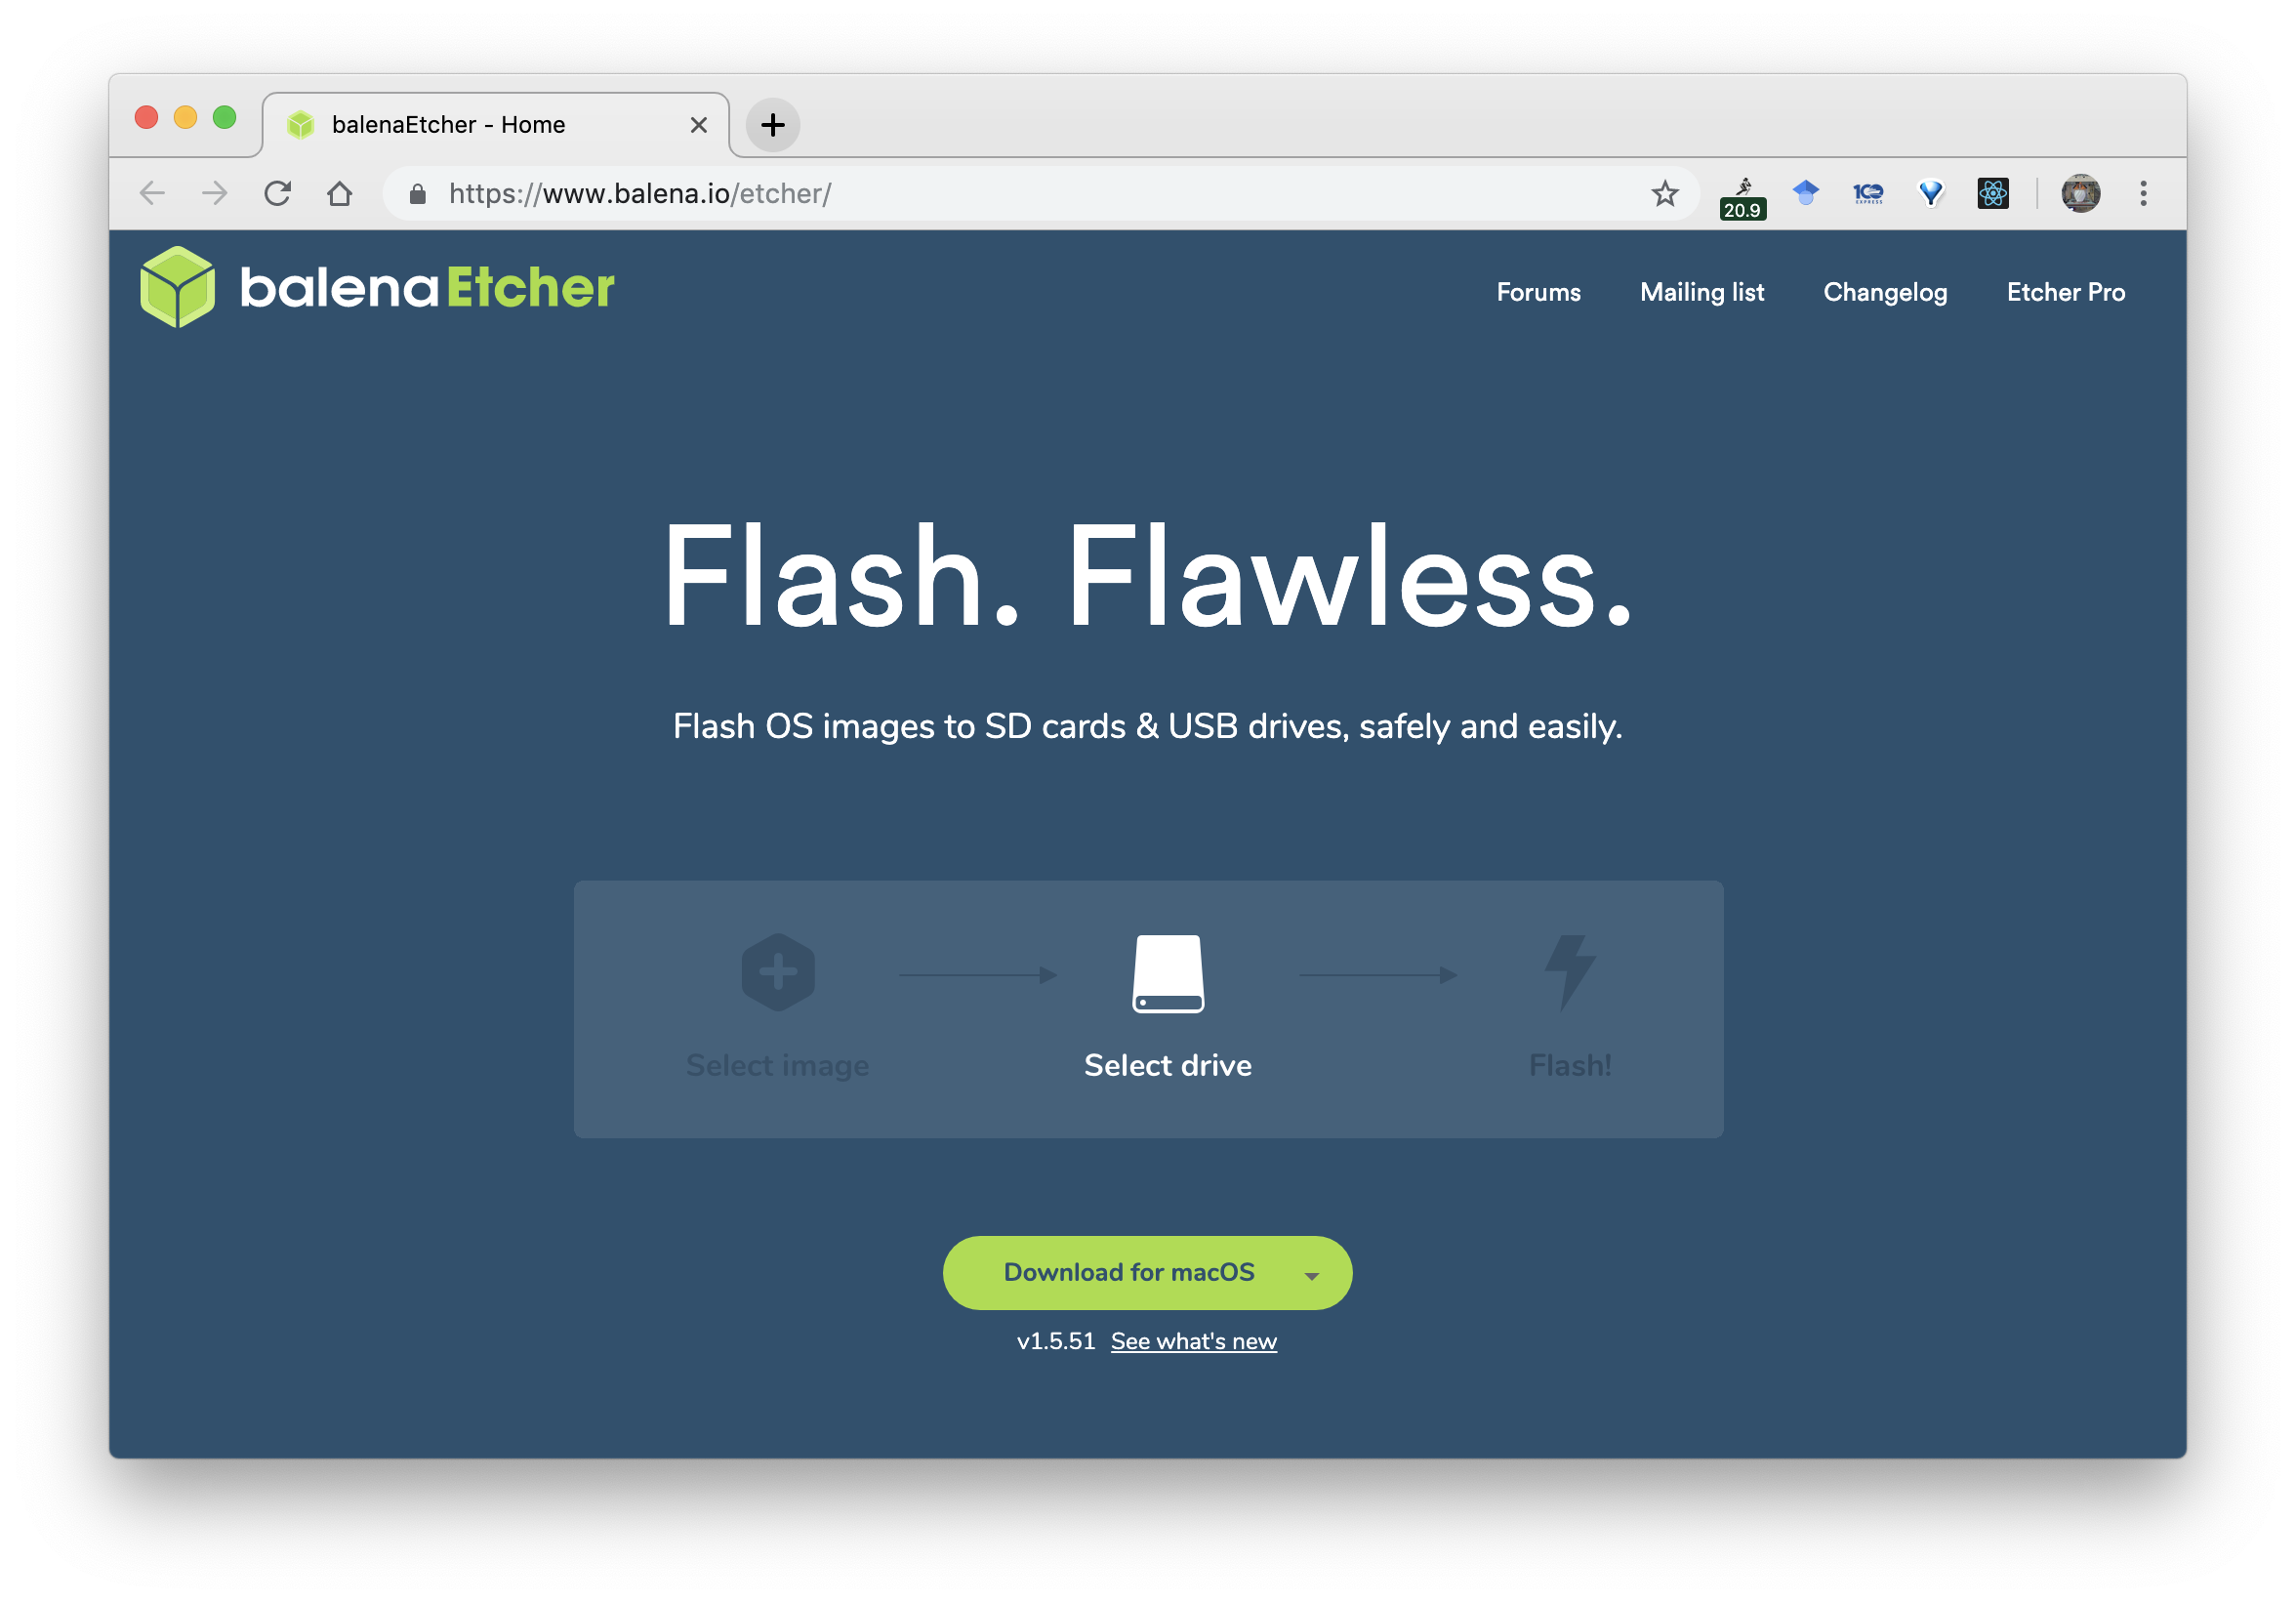 balenaEtcher - Home
https://www.balena.io/etcher/
20.9
100
EXPRESS
balenaEtcher
Forums Mailing list Changelog Etcher Pro
Flash. Flawless.
Flash OS images to SD cards & USB drives, safely and easily.
Select image Select drive Flash!
Download for macOS
v1.5.51 See what's new